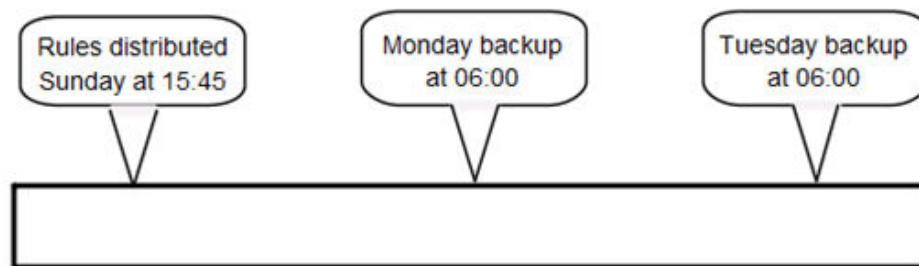 Rules distributed
Sunday at 15:45
Monday backup
at 06:00
Tuesday backup
at 06:00